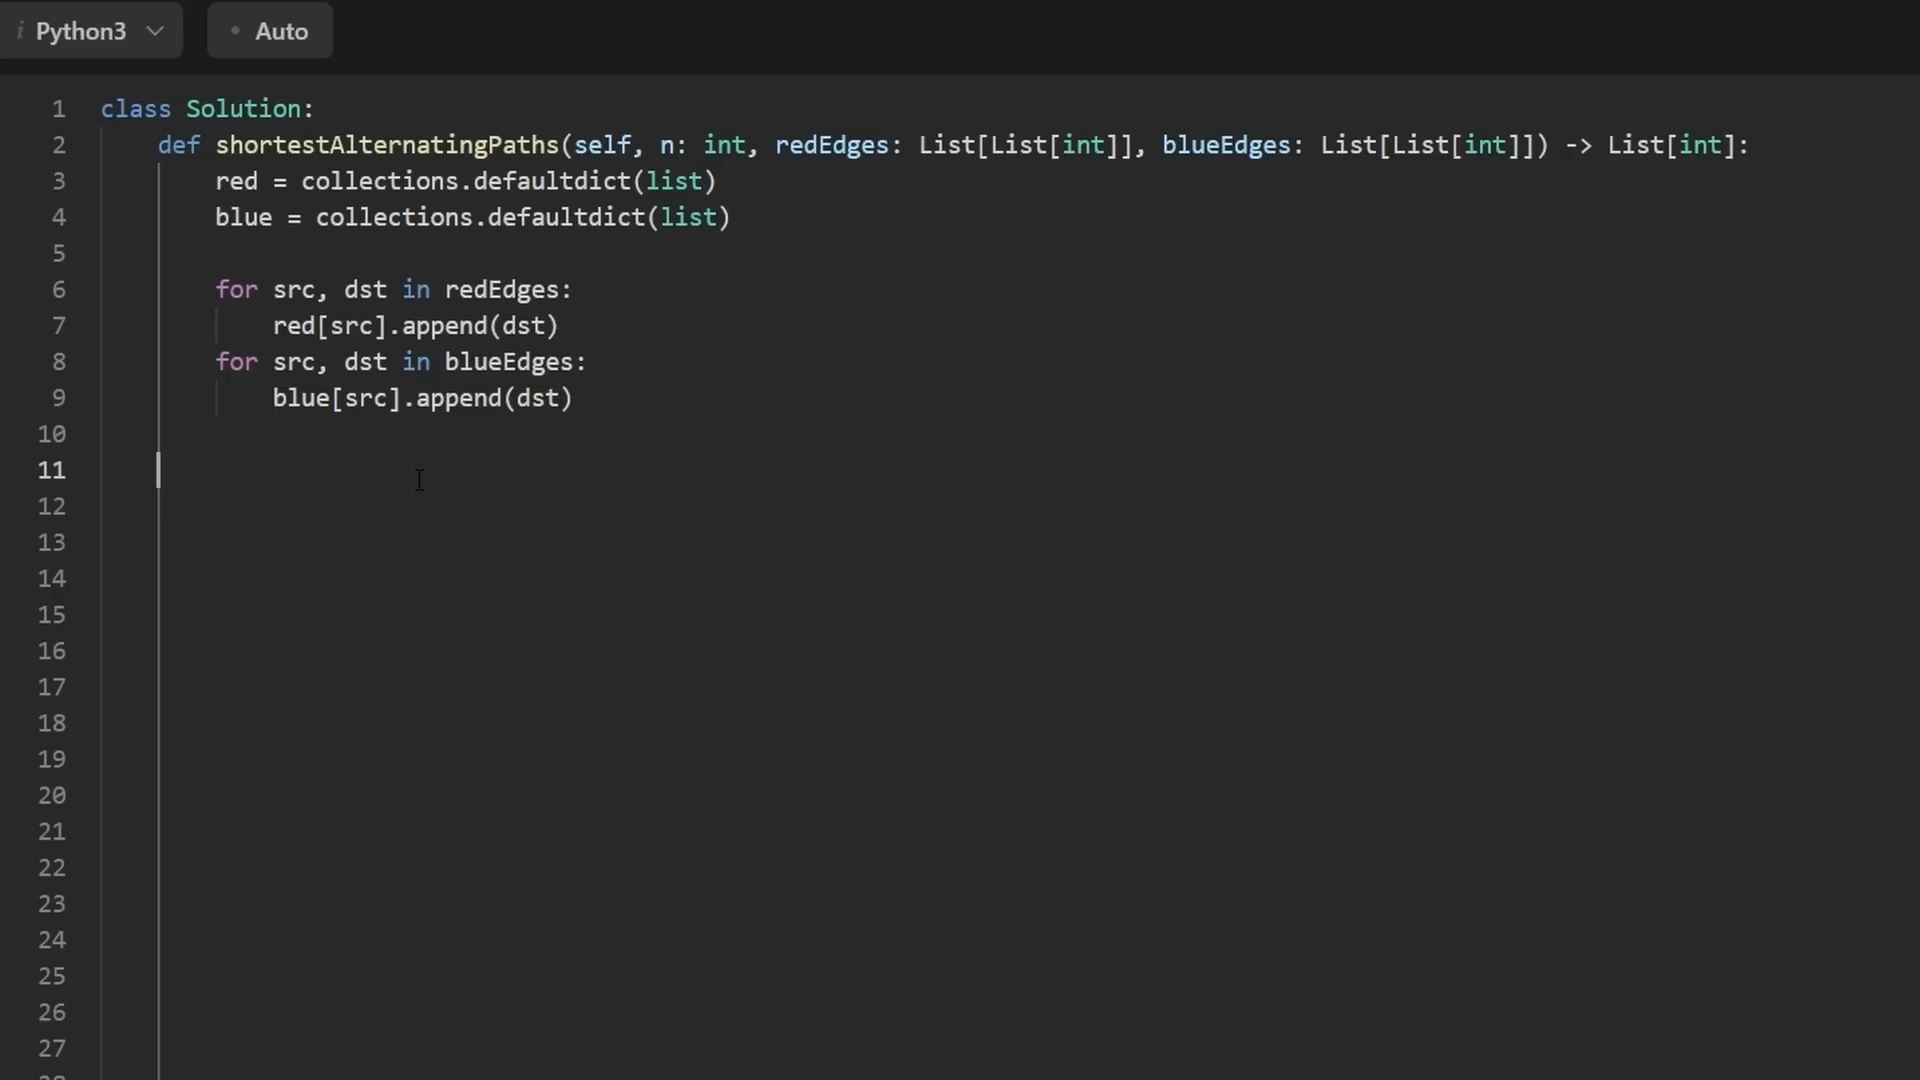 i Python3 Auto
1 class Solution:
2 def shortestAlternatingPaths(self, n: int, redEdges: List[List[int]], blueEdges: List[List[int]]) -> List[int]:
3 red = collections.defaultdict(list)
4 blue = collections.defaultdict(list)
5
6 for src, dst in redEdges:
7 red[src].append(dst)
8 for src, dst in blueEdges:
9 blue[src].append(dst)
10
11
12
13
14
15
16
17
18
19
20
21
22
23
24
25
26
27